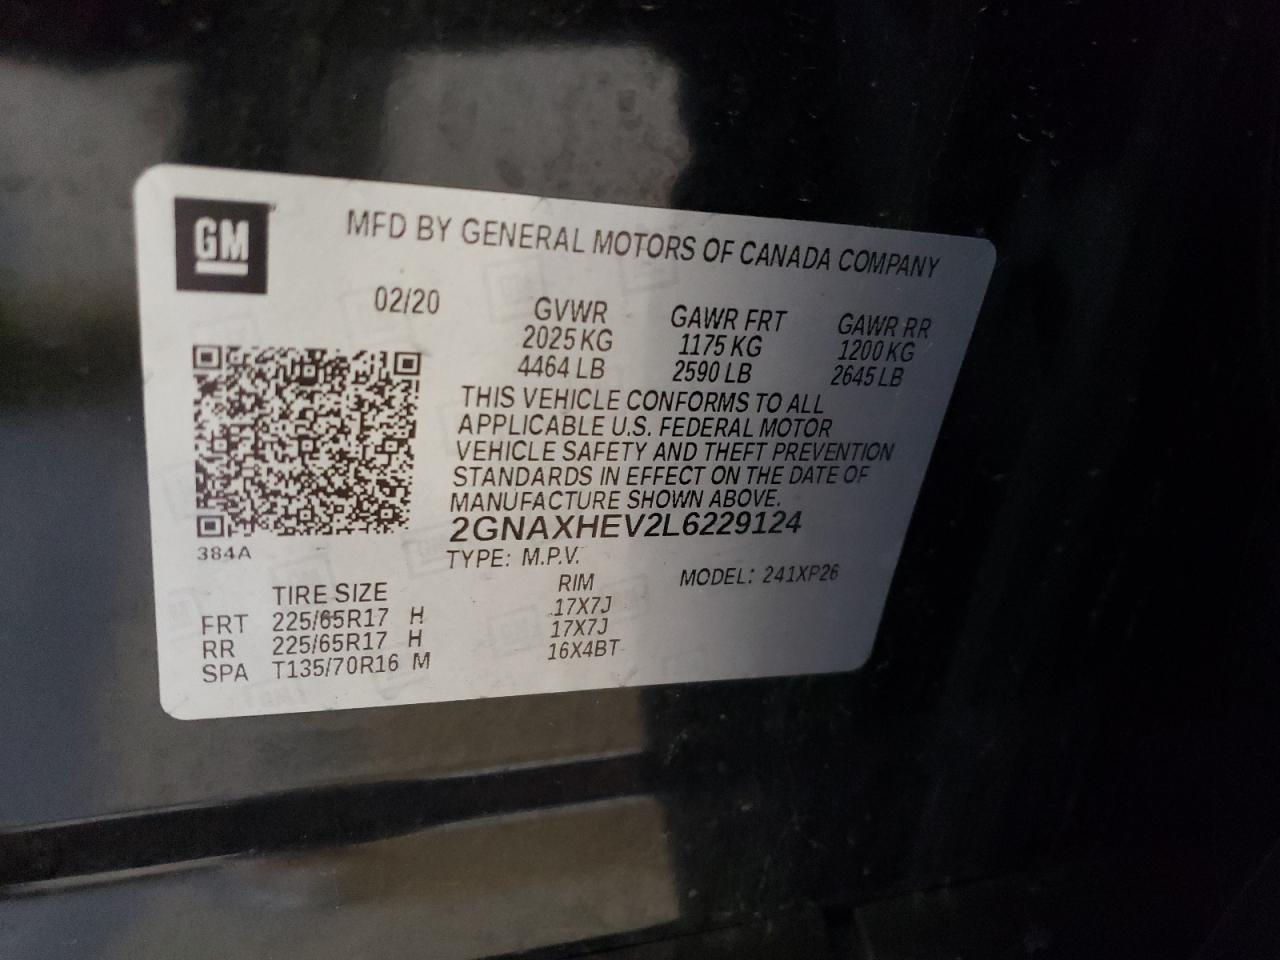 GM
MFD BY GENERAL MOTORS OF CANADA COMPANY
02/20 GVWR GAWR FRT GAWR RR
2025 KG 1175 KG 1200 KG
4464 LB 2590 LB 2645 LB
THIS VEHICLE CONFORMS TO ALL
APPLICABLE U.S. FEDERAL MOTOR
VEHICLE SAFETY AND THEFT PREVENTION
STANDARDS IN EFFECT ON THE DATE OF
MANUFACTURE SHOWN ABOVE.
2GNAXHEV2L6229124
384A
TYPE: M.P.V. MODEL: 241XP26
TIRE SIZE RIM
FRT 225/65R17 H 17X7J
RR 225/65R17 H 17X7J
SPA T135/70R16 M 16X4BT